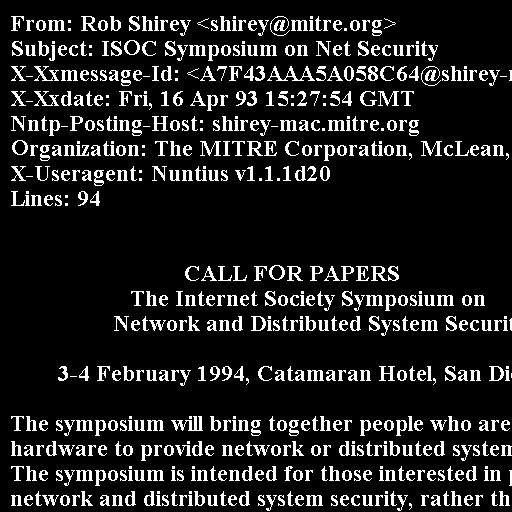 From: Rob Shirey <shirey@mitre.org>
Subject: ISOC Symposium on Net Security
X-Xxmessage-Id: <A7F43AAA5A058C64@shirey-
X-Xxdate: Fri, 16 Apr 93 15:27:54 GMT
Nntp-Posting-Host: shirey-mac.mitre.org
Organization: The MITRE Corporation, McLean,
X-Useragent: Nuntius v1.1.1d20
Lines: 94
CALL FOR PAPERS
The Internet Society Symposium on
Network and Distributed System Securit
3-4 February 1994, Catamaran Hotel, San Di
The symposium will bring together people who are
hardware to provide network or distributed system
The symposium is intended for those interested in
network and distributed system security, rather th